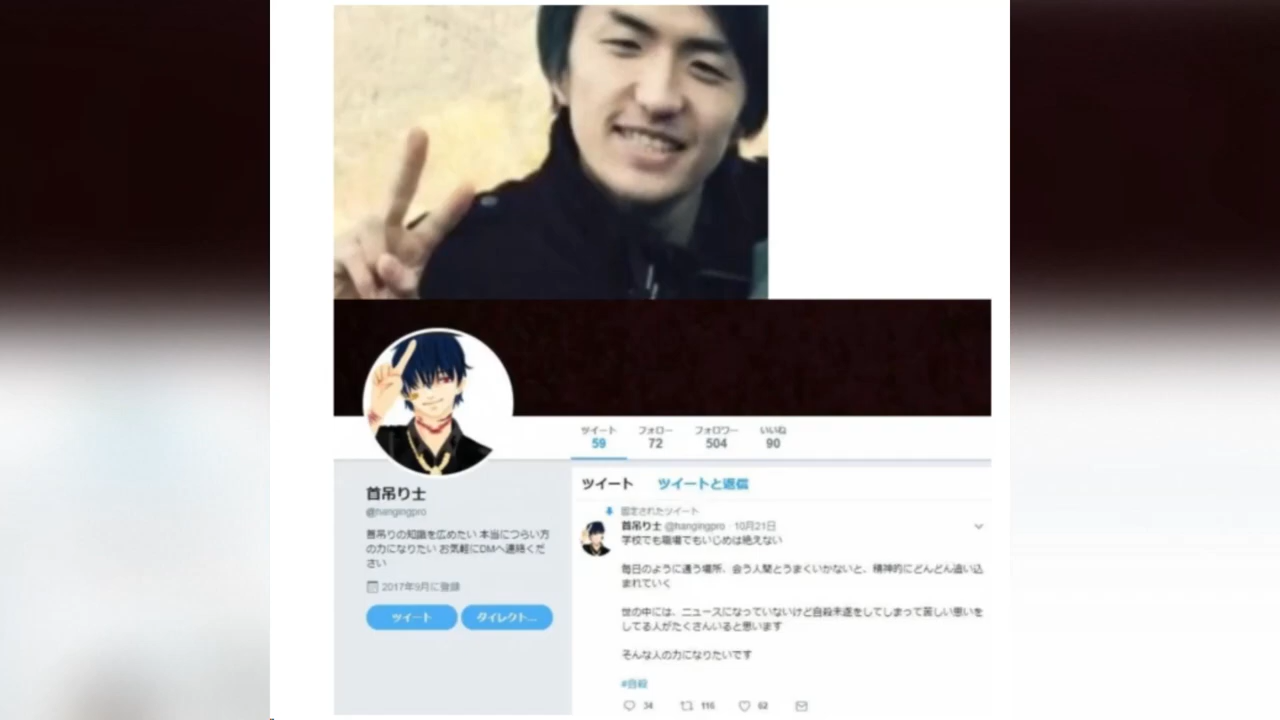 ツイート
59
フォロー
72
フォロワー
504
いいね
90
首吊り士
@hangingpro
首吊りの知識を広めたい 本当につらい方
の力になりたい お気軽にDMへ連絡くだ
さい
2017年9月に登録
ツイート
ダイレクト...
ツイート ツイートと返信
固定されたツイート
首吊り士 @hangingpro · 10月21日
学校でも職場でもいじめは絶えない
毎日のように通う場所、会う人間とうまくいかないと、精神的にどんどん追い込
まれていく
世の中には、ニュースになっていないけど自殺未遂をしてしまって苦しい思いを
してる人がたくさんいると思います
そんな人の力になりたいです
#自殺
34 116 62